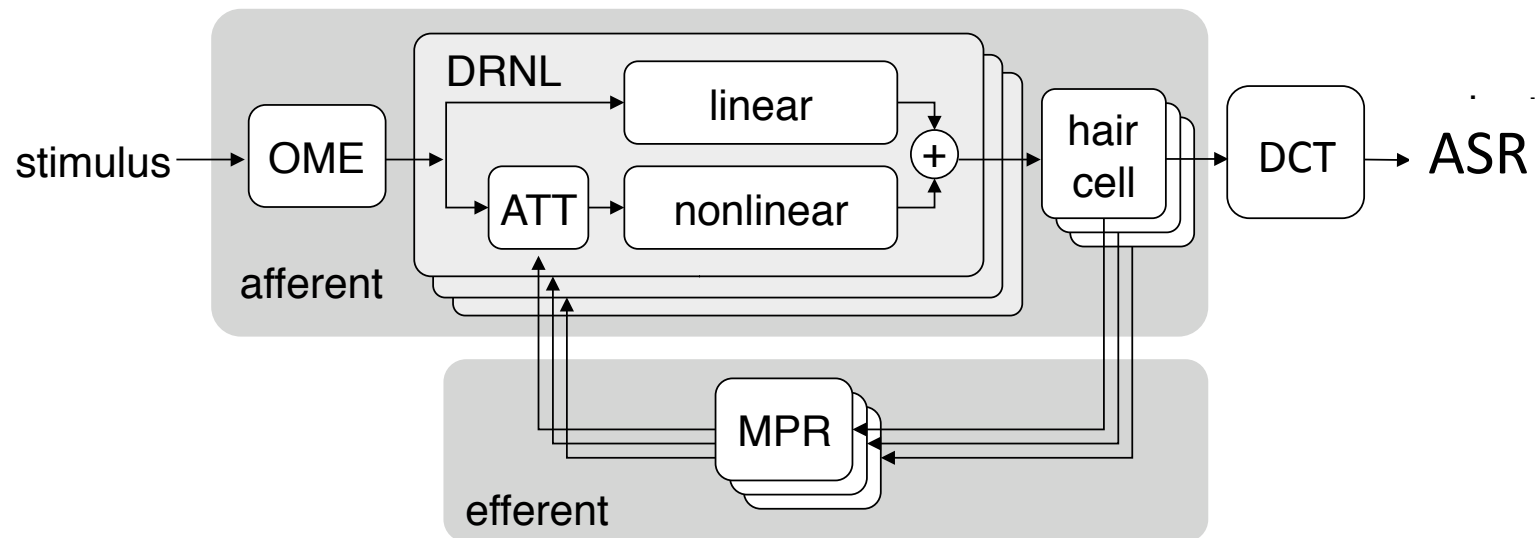 DRNL
linear
stimulus
OME
+
hair
cell
DCT
ASR
ATT
nonlinear
afferent
MPR
efferent